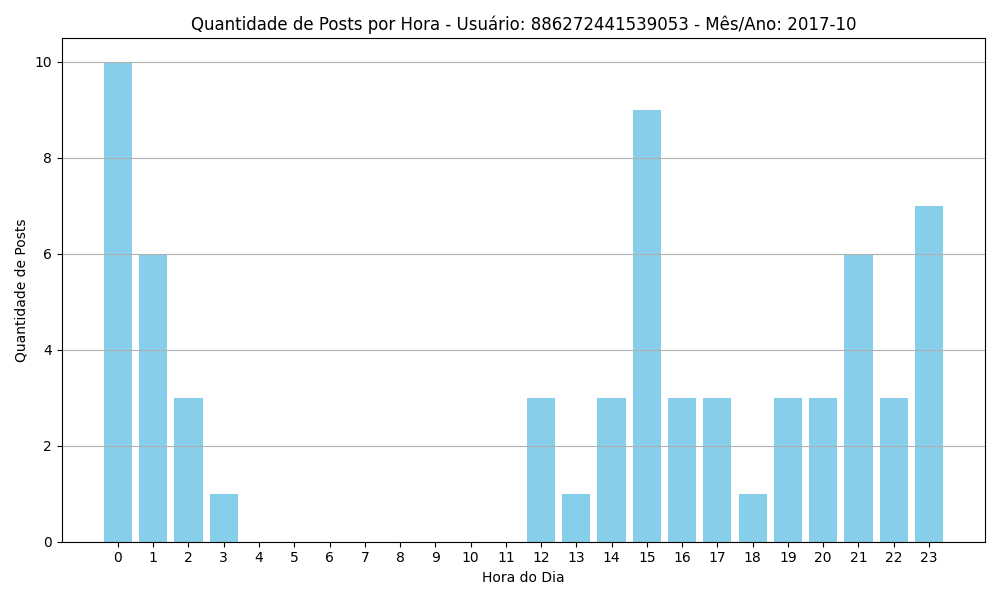 Quantidade de Posts por Hora - Usuário: 886272441539053 - Mês/Ano: 2017-10
Quantidade de Posts
10
8
6
4
2
0
0 1 2 3 4 5 6 7 8 9 10 11 12 13 14 15 16 17 18 19 20 21 22 23
Hora do Dia